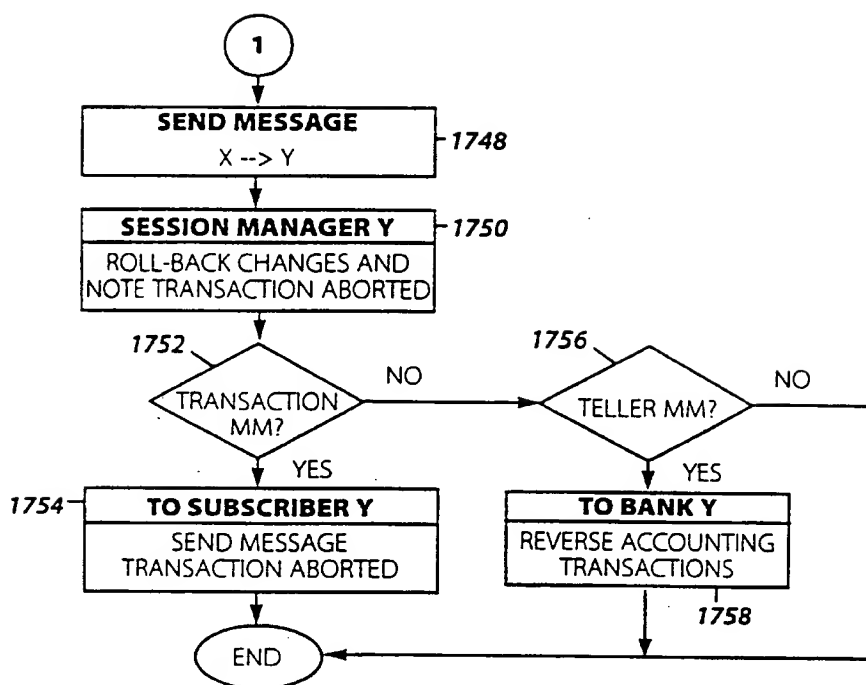 1
SEND MESSAGE
X --> Y
1748
SESSION MANAGER Y
1750
ROLL-BACK CHANGES AND
NOTE TRANSACTION ABORTED
1752
TRANSACTION
MM?
NO
1756
TELLER MM?
NO
YES
YES
1754
TO SUBSCRIBER Y
SEND MESSAGE
TRANSACTION ABORTED
TO BANK Y
REVERSE ACCOUNTING
TRANSACTIONS
1758
END